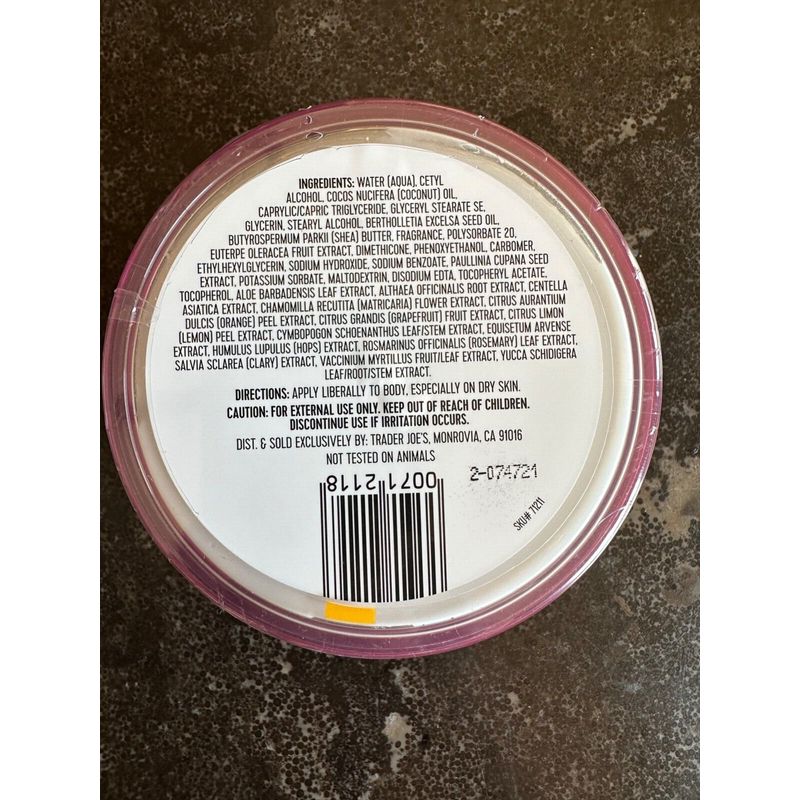 INGREDIENTS: WATER (AQUA), CETYL
ALCOHOL, COCOS NUCIFERA (COCONUT) OIL,
CAPRYLIC/CAPRIC TRIGLYCERIDE, GLYCERYL STEARATE SE,
GLYCERIN, STEARYL ALCOHOL, BERTHOLLETIA EXCELSA SEED OIL,
BUTYROSPERMUM PARKII (SHEA) BUTTER, FRAGRANCE, POLYSORBATE 20,
EUTERPE OLERACEA FRUIT EXTRACT, DIMETHICONE, PHENOXYETHANOL, CARBOMER,
ETHYLHEXYLGLYCERIN, SODIUM HYDROXIDE, SODIUM BENZOATE, PAULLINIA CUPANA SEED
EXTRACT, POTASSIUM SORBATE, MALTODEXTRIN, DISODIUM EDTA, TOCOPHERYL ACETATE,
TOCOPHEROL, ALOE BARBADENSIS LEAF EXTRACT, ALTHAEA OFFICINALIS ROOT EXTRACT, CENTELLA
ASIATICA EXTRACT, CHAMOMILLA RECUTITA (MATRICARIA) FLOWER EXTRACT, CITRUS AURANTIUM
DULCIS (ORANGE) PEEL EXTRACT, CITRUS GRANDIS (GRAPEFRUIT) FRUIT EXTRACT, CITRUS LIMON
(LEMON) PEEL EXTRACT, CYMBOPOGON SCHOENANTHUS LEAF/STEM EXTRACT, EQUISETUM ARVENSE
EXTRACT, HUMULUS LUPULUS (HOPS) EXTRACT, ROSMARINUS OFFICINALIS (ROSEMARY) LEAF EXTRACT,
SALVIA SCLAREA (CLARY) EXTRACT, VACCINIUM MYRTILLUS FRUIT/LEAF EXTRACT, YUCCA SCHIDIGERA
LEAF/ROOT/STEM EXTRACT.
DIRECTIONS: APPLY LIBERALLY TO BODY, ESPECIALLY ON DRY SKIN.
CAUTION: FOR EXTERNAL USE ONLY. KEEP OUT OF REACH OF CHILDREN.
DISCONTINUE USE IF IRRITATION OCCURS.
DIST. & SOLD EXCLUSIVELY BY: TRADER JOE'S, MONROVIA, CA 91016
NOT TESTED ON ANIMALS
0071 2118
2-074721
SKU# 71211